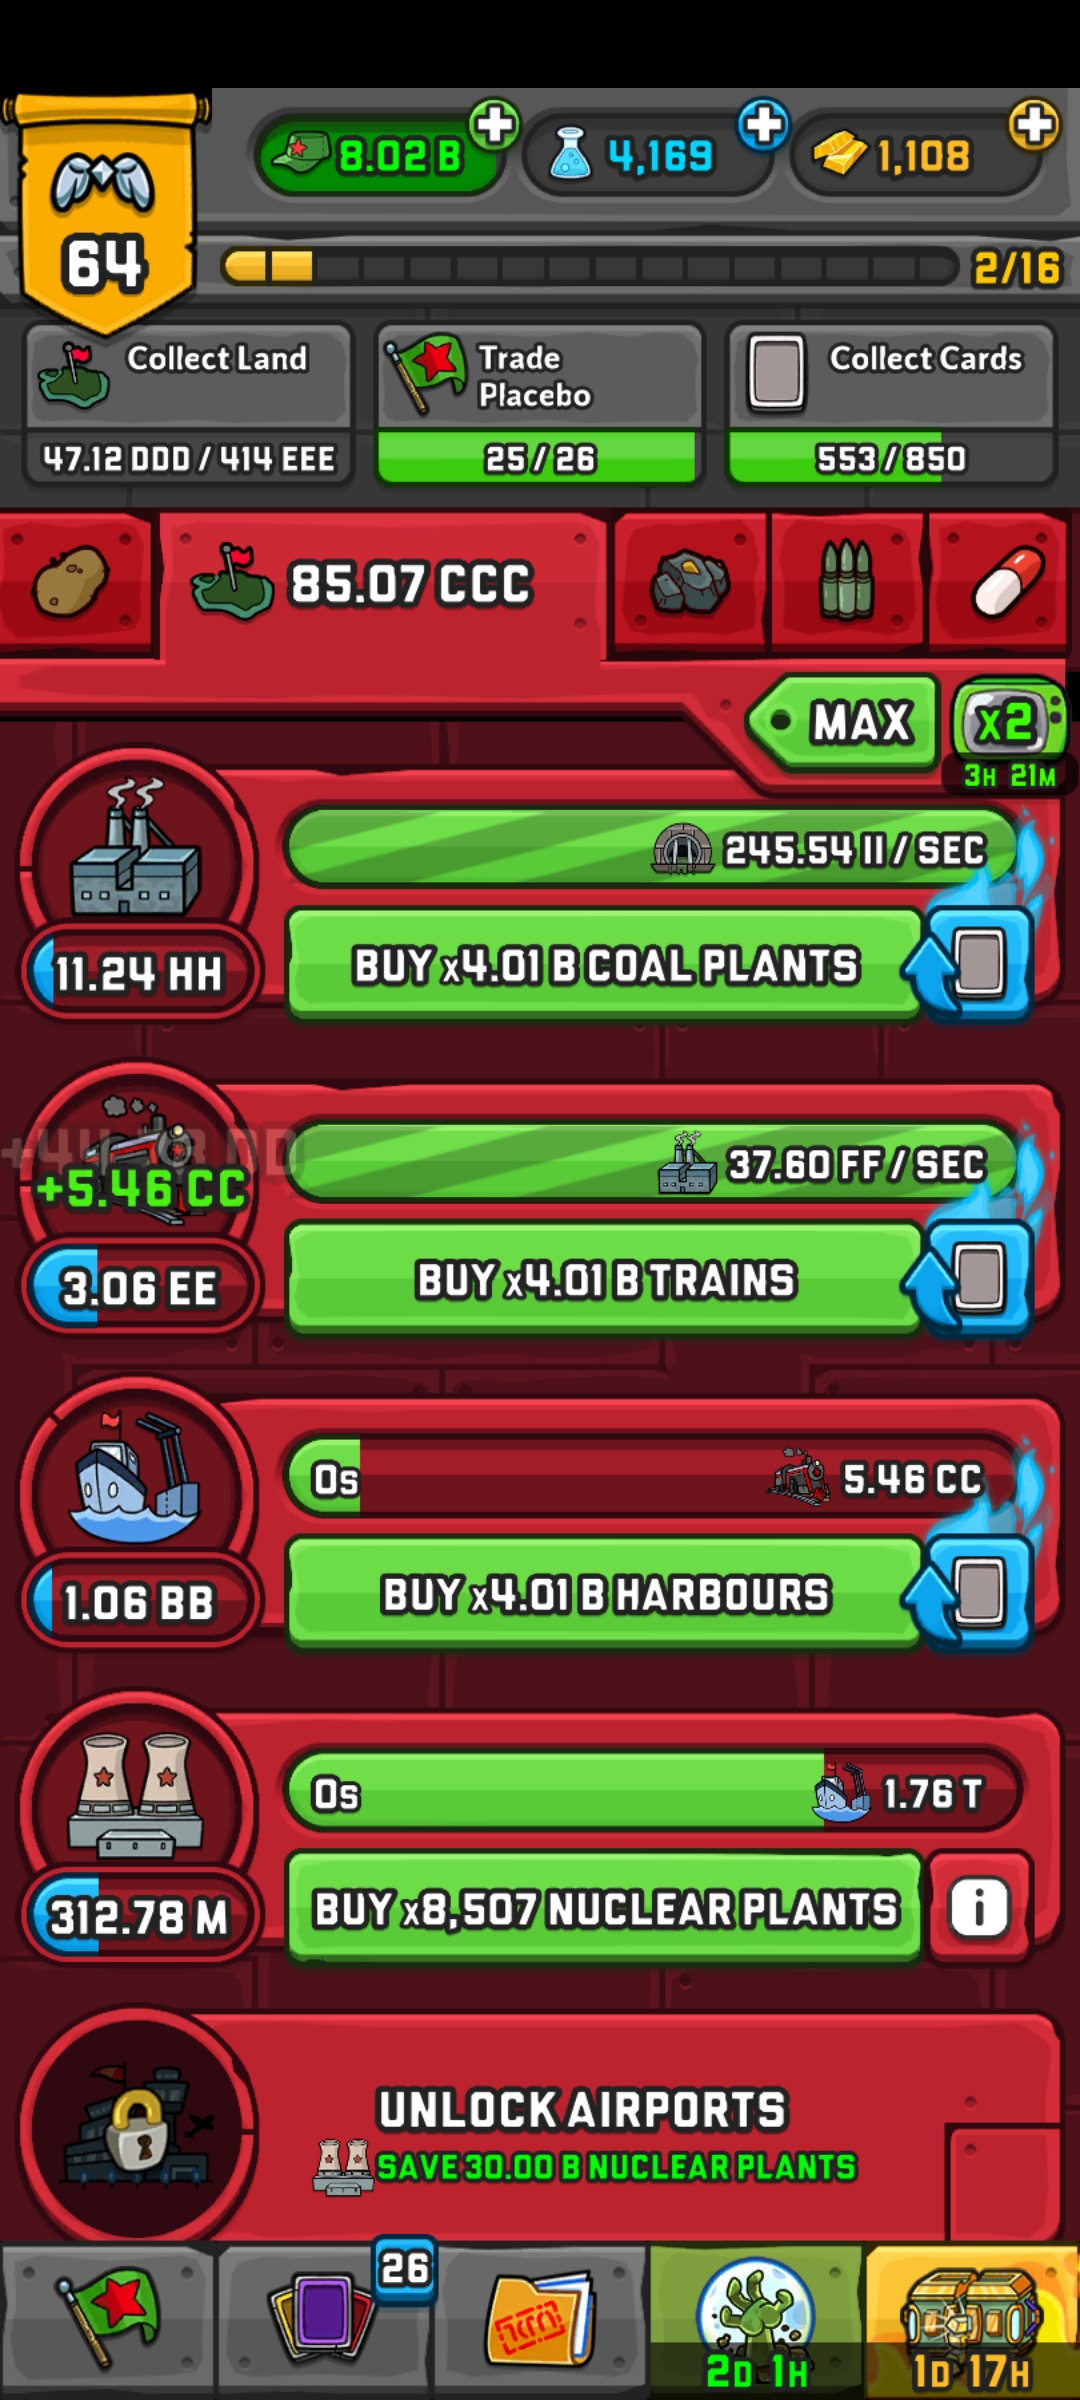 64
8.02 B
4,169
1,108
2/16
Collect Land
47.12 DDD / 414 EEE
Trade
Placebo
25 / 26
Collect Cards
553 / 850
85.07 CCC
MAX
x2
3H 21M
245.54 II / SEC
11.24 HH
BUY x4.01 B COAL PLANTS
+5.46 CC
37.60 FF / SEC
3.06 EE
BUY x4.01 B TRAINS
0s
5.46 CC
1.06 BB
BUY x4.01 B HARBOURS
0s
1.76 T
312.78 M
BUY x8,507 NUCLEAR PLANTS
i
UNLOCK AIRPORTS
SAVE 30.00 B NUCLEAR PLANTS
26
2D 1H
1D 17H